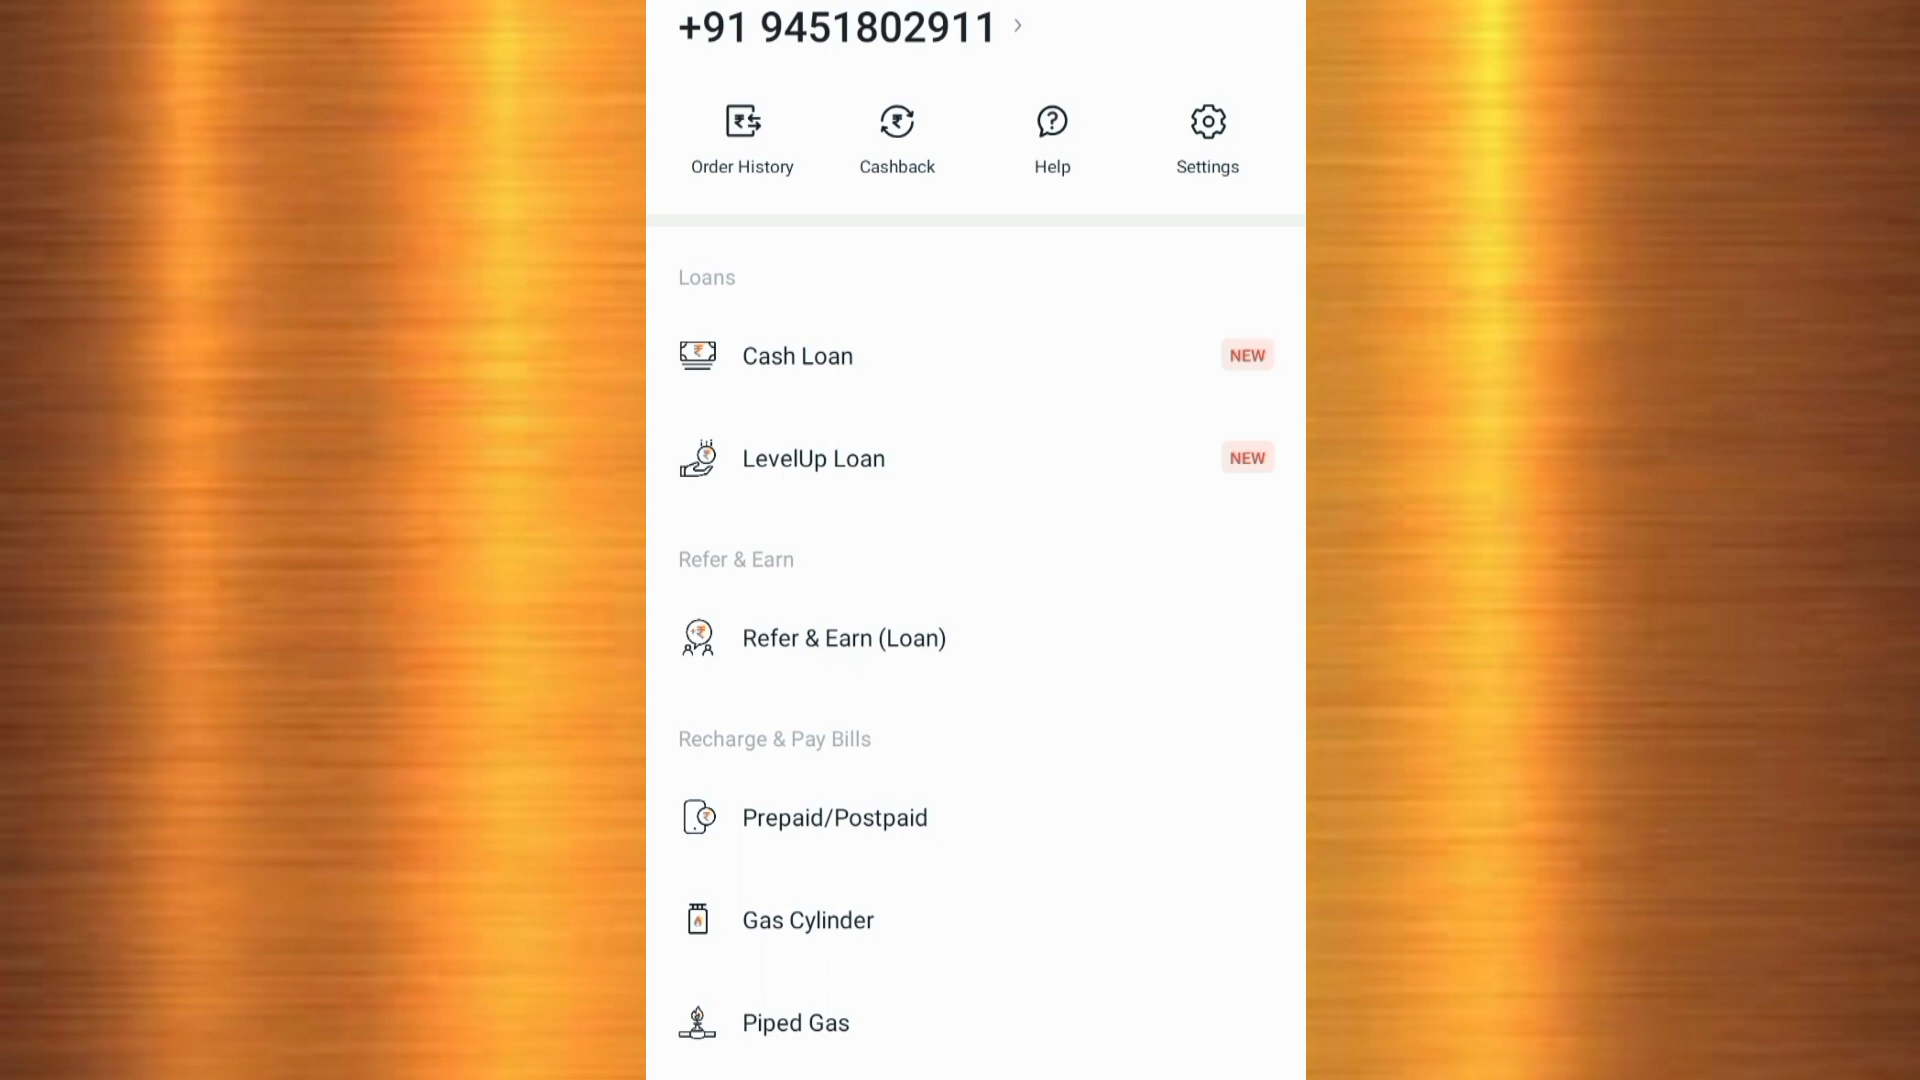 +91 9451802911
Order History
Cashback
Help
Settings
Loans
Cash Loan
NEW
LevelUp Loan
NEW
Refer & Earn
Refer & Earn (Loan)
Recharge & Pay Bills
Prepaid/Postpaid
Gas Cylinder
Piped Gas